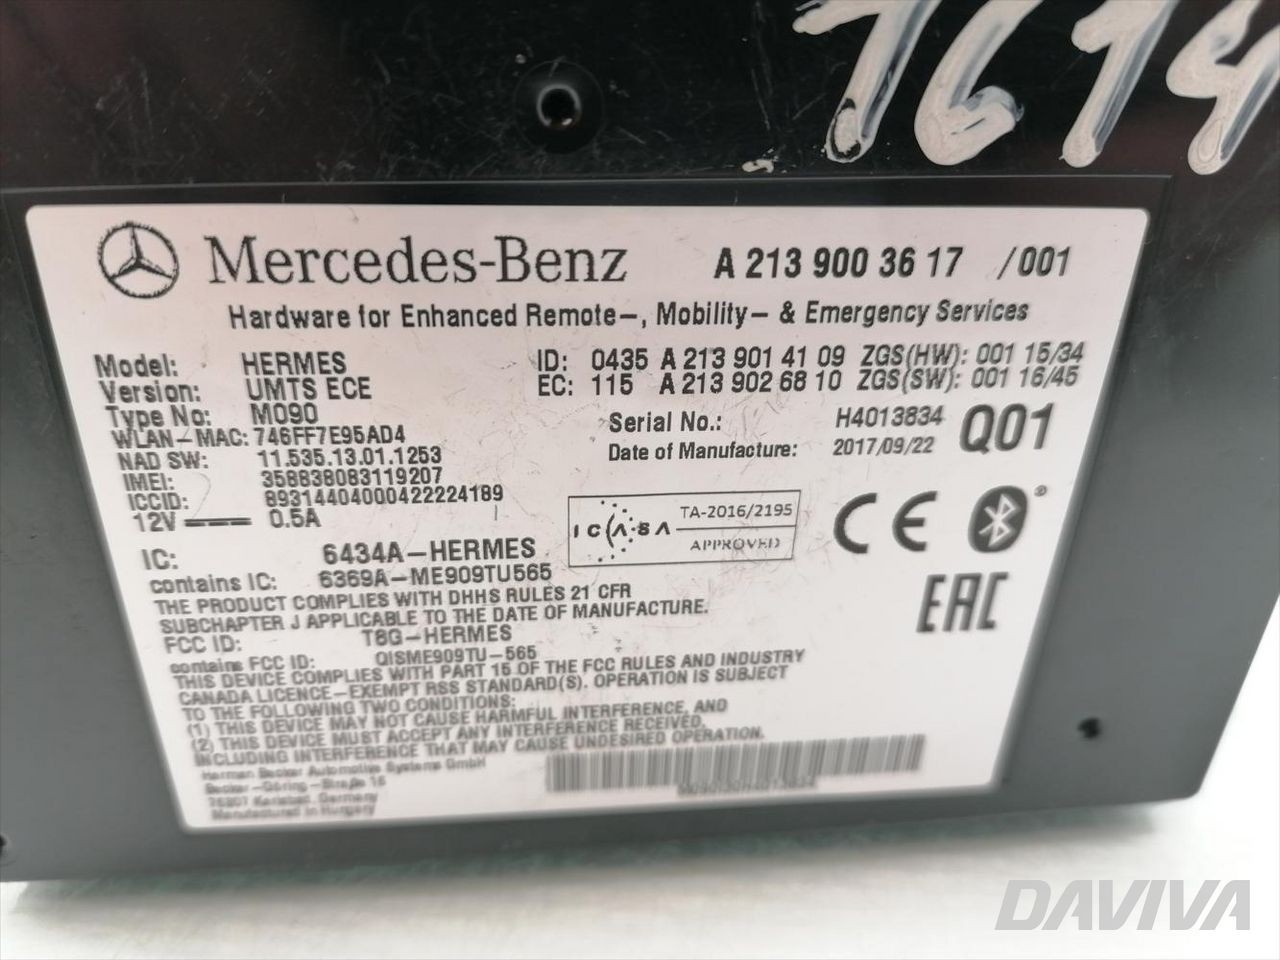 T614
Mercedes-Benz A 213 900 36 17 /001
Hardware for Enhanced Remote-, Mobility- & Emergency Services
Model: HERMES ID: 0435 A 213 901 41 09 ZGS(HW): 001 15/34
Version: UMTS ECE EC: 115 A 213 902 68 10 ZGS(SW): 001 16/45
Type No: M090 Serial No.: H4013834 Q01
WLAN-MAC: 746FF7E95AD4 Date of Manufacture: 2017/09/22
NAD SW: 11.535.13.01.1253
IMEI: 358838083119207
ICCID: 89314404000422224189
12V 0.5A
ICASA TA-2016/2195
APPROVED
CE
EAC
IC: 6434A-HERMES
contains IC: 6369A-ME909TU565
THE PRODUCT COMPLIES WITH DHHS RULES 21 CFR
SUBCHAPTER J APPLICABLE TO THE DATE OF MANUFACTURE.
FCC ID: T8G-HERMES
contains FCC ID: QISME909TU-565
THIS DEVICE COMPLIES WITH PART 15 OF THE FCC RULES AND INDUSTRY
CANADA LICENCE-EXEMPT RSS STANDARD(S). OPERATION IS SUBJECT
TO THE FOLLOWING TWO CONDITIONS:
(1) THIS DEVICE MAY NOT CAUSE HARMFUL INTERFERENCE, AND
(2) THIS DEVICE MUST ACCEPT ANY INTERFERENCE RECEIVED,
INCLUDING INTERFERENCE THAT MAY CAUSE UNDESIRED OPERATION.
Harman Becker Automotive Systems GmbH
Becker-Göring-Straße 16
76307 Karlsbad, Germany
Manufactured in Hungary
DAVIVA